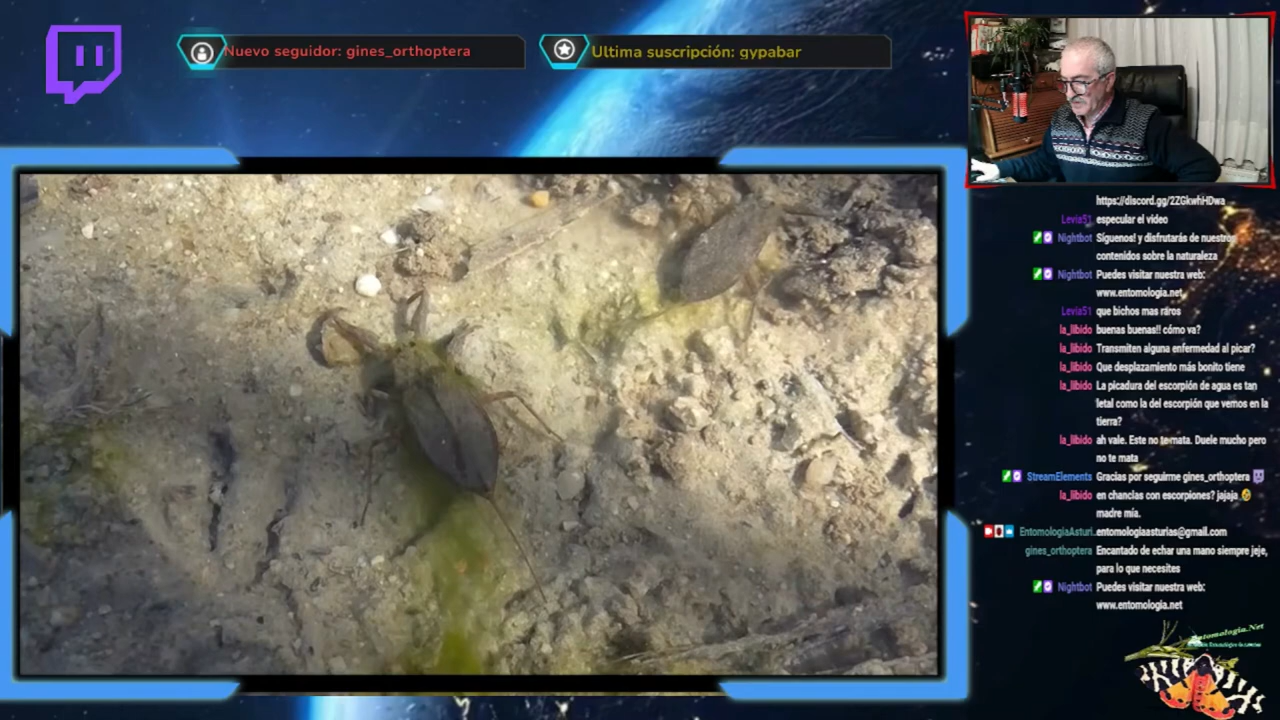 Nuevo seguidor: gines_orthoptera
Ultima suscripción: gypabar
https://discord.gg/2ZGkwhHDwa
Levia51 especular el video
Nightbot Síguenos! y disfrutarás de nuestros
contenidos sobre la naturaleza
Nightbot Puedes visitar nuestra web:
www.entomologia.net
Levia51 que bichos mas raros
la_libido buenas buenas!! cómo va?
la_libido Transmiten alguna enfermedad al picar?
la_libido Que desplazamiento más bonito tiene
la_libido La picadura del escorpión de agua es tan
letal como la del escorpión que vemos en la
tierra?
la_libido ah vale. Este no te mata. Duele mucho pero
no te mata
StreamElements Gracias por seguirme gines_orthoptera
la_libido en chanclas con escorpiones? jajaja
madre mía.
EntomologiaAsturi.. entomologiaasturias@gmail.com
gines_orthoptera Encantado de echar una mano siempre jeje,
para lo que necesites
Nightbot Puedes visitar nuestra web:
www.entomologia.net
Entomologia.Net